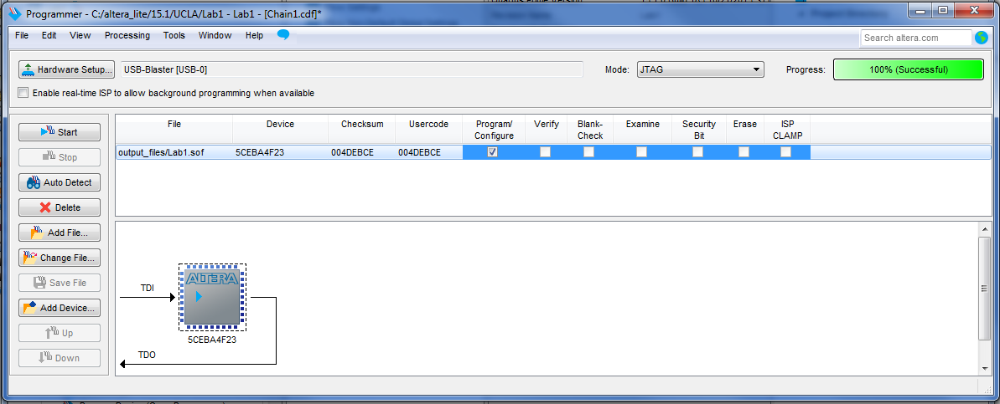 Programmer - C:/altera_lite/15.1/UCLA/Lab1 - Lab1 - [Chain1.cdf]*
File Edit View Processing Tools Window Help Search altera.com
Hardware Setup... USB-Blaster [USB-0] Mode: JTAG Progress: 100% (Successful)
Enable real-time ISP to allow background programming when available
Start
Stop
Auto Detect
Delete
Add File...
Change File...
Save File
Add Device...
Up
Down
File Device Checksum Usercode Program/ Verify Blank- Examine Security Erase ISP
Configure Check Bit CLAMP
output_files/Lab1.sof 5CEBA4F23 004DEBCE 004DEBCE
ALTERA
TDI
5CEBA4F23
TDO